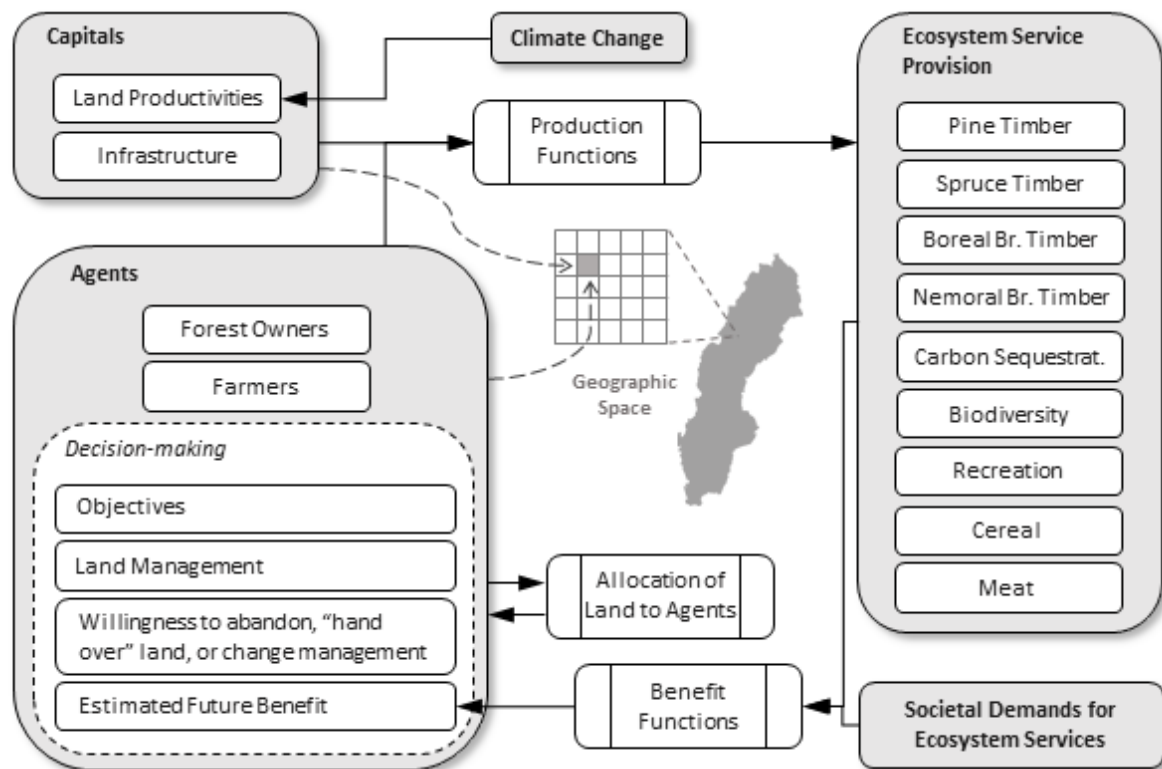 Capitals
Land Productivities
Infrastructure
Climate Change
Production
Functions
Ecosystem Service
Provision
Pine Timber
Spruce Timber
Boreal Br. Timber
Nemoral Br. Timber
Carbon Sequestrat.
Biodiversity
Recreation
Cereal
Meat
Agents
Forest Owners
Farmers
Geographic
Space
Decision-making
Objectives
Land Management
Willingness to abandon, “hand
over” land, or change management
Estimated Future Benefit
Allocation of
Land to Agents
Benefit
Functions
Societal Demands for
Ecosystem Services